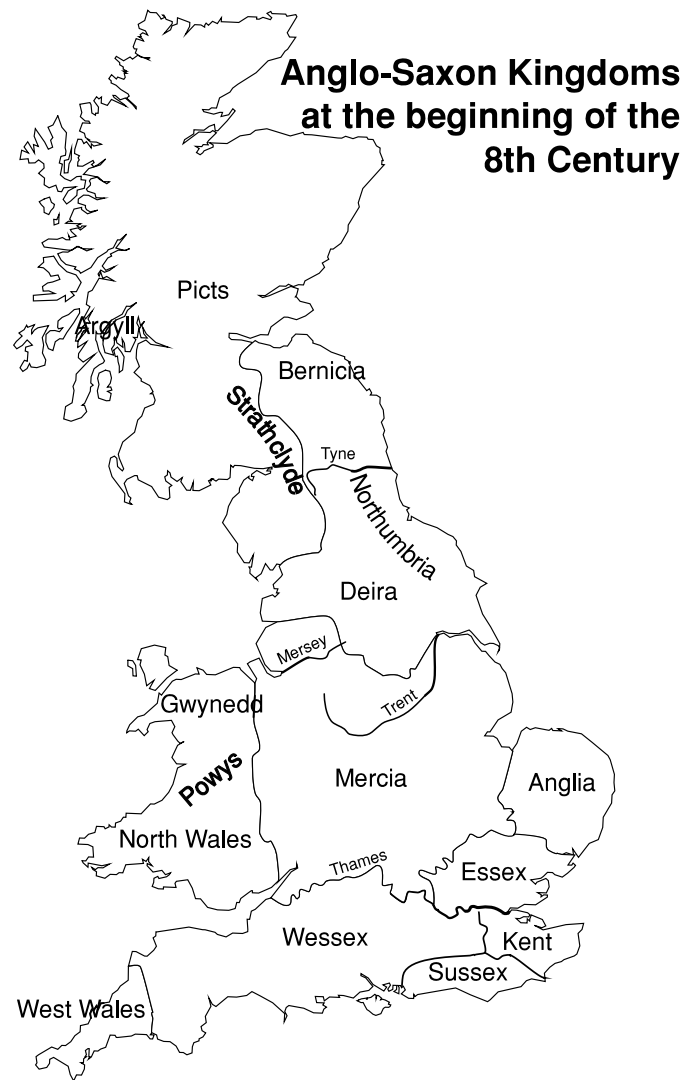 Anglo-Saxon Kingdoms
at the beginning of the
8th Century
Picts
Argyll
Bernicia
Strathclyde
Tyne
Northumbria
Deira
Mersey
Gwynedd
Trent
Powys
Mercia
Anglia
North Wales
Thames
Essex
Wessex
Kent
Sussex
West Wales